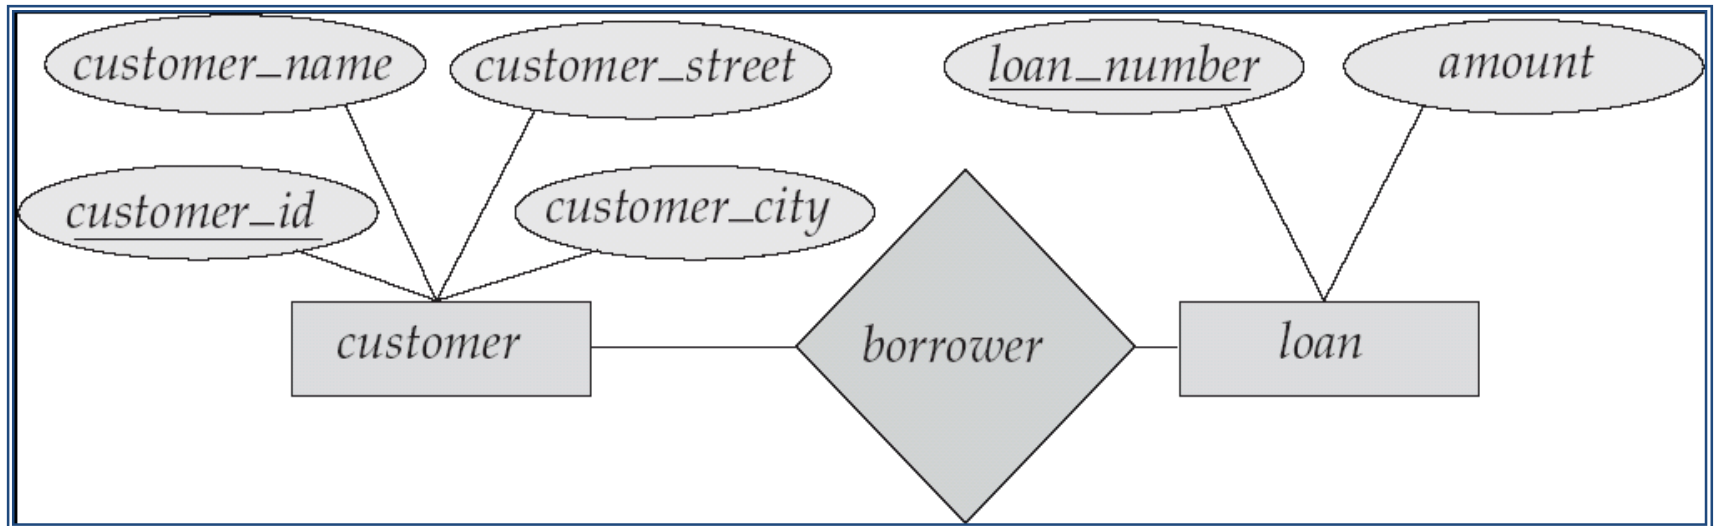 customer_name
customer_street
loan_number
amount
customer_id
customer_city
customer
borrower
loan